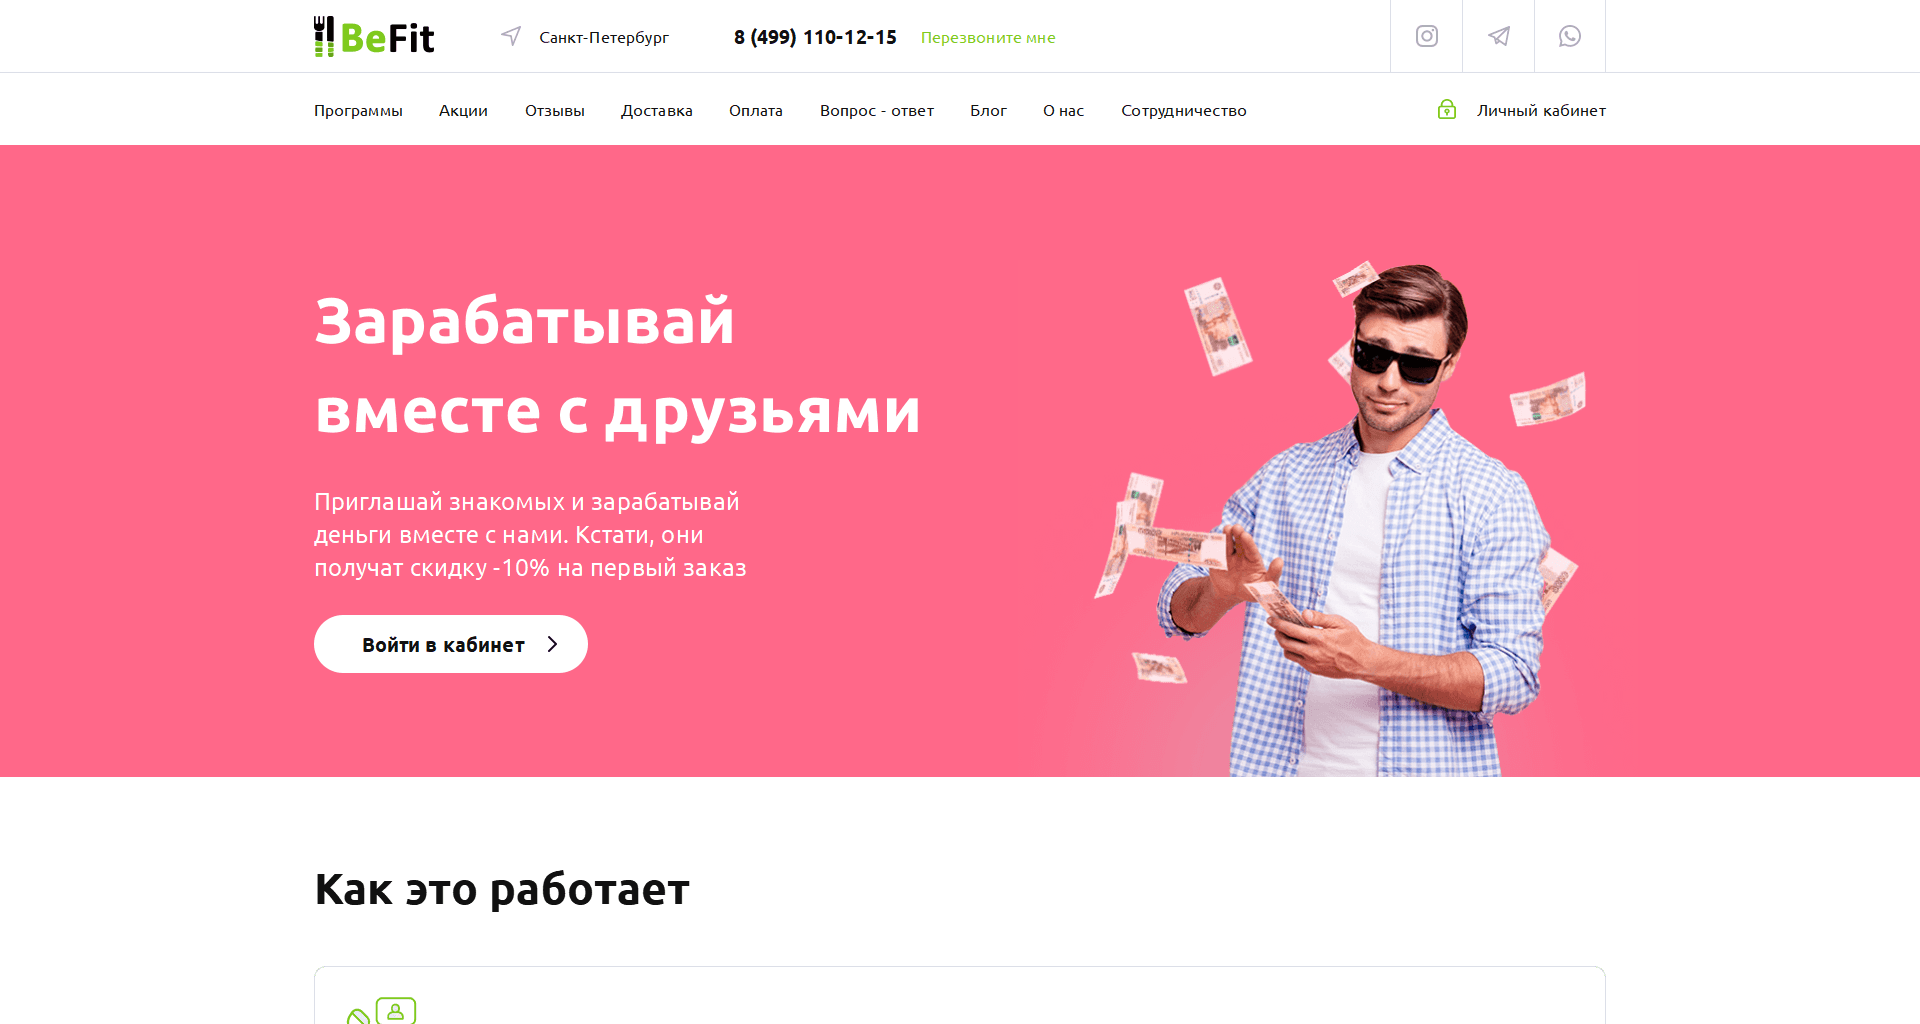 BeFit
Санкт-Петербург
8 (499) 110-12-15
Перезвоните мне
Программы
Акции
Отзывы
Доставка
Оплата
Вопрос - ответ
Блог
О нас
Сотрудничество
Личный кабинет
Зарабатывай
вместе с друзьями
Приглашай знакомых и зарабатывай
деньги вместе с нами. Кстати, они
получат скидку -10% на первый заказ
Войти в кабинет
Как это работает